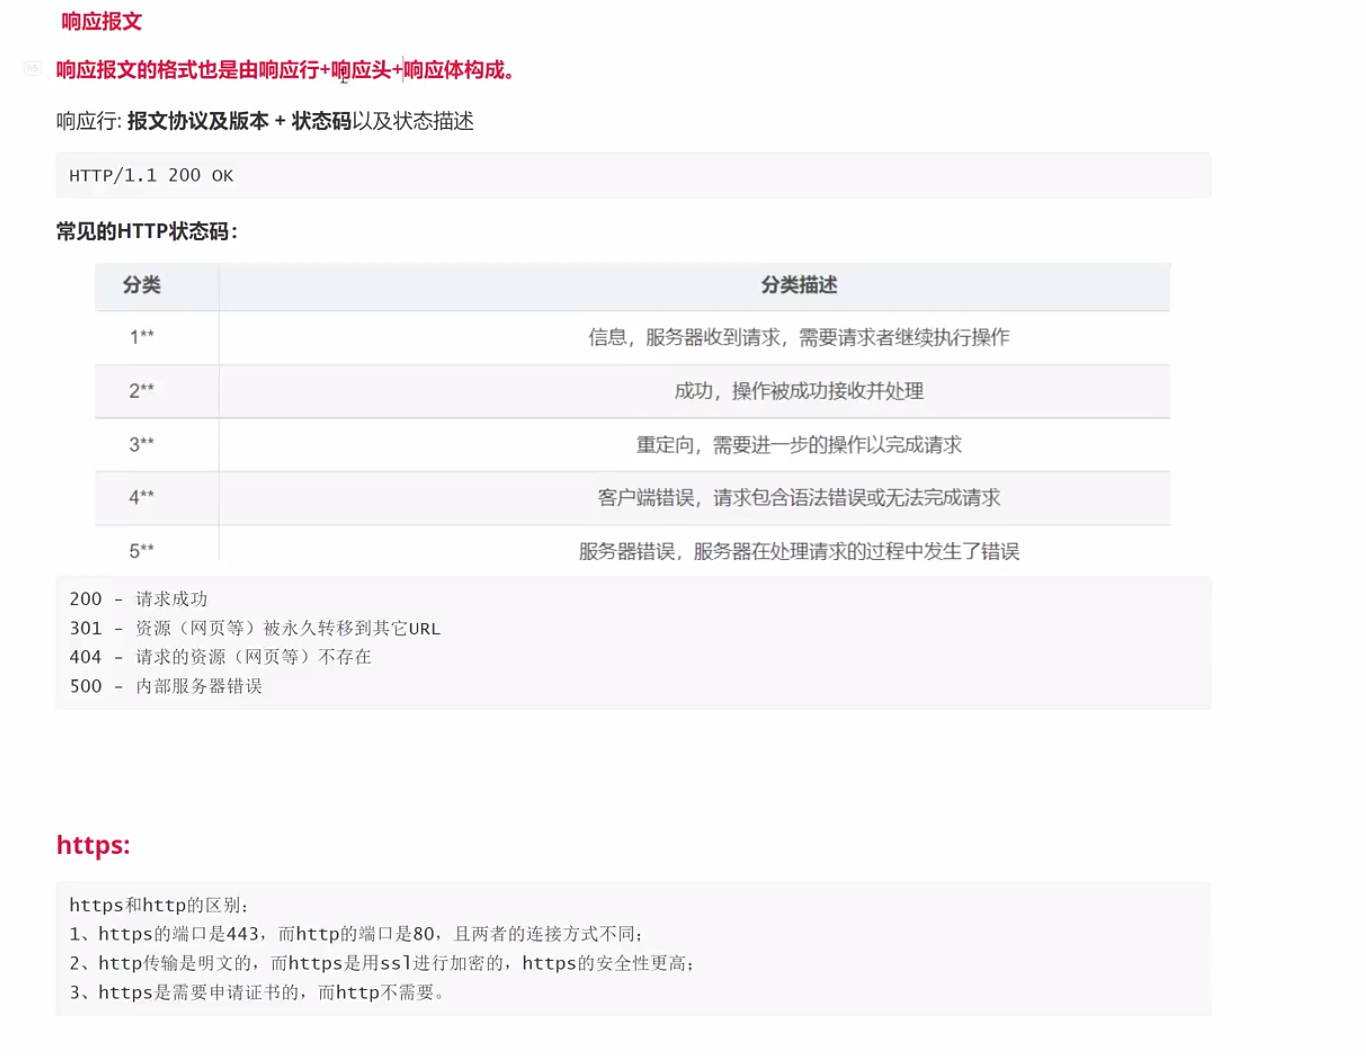 响应报文
h5
响应报文的格式也是由响应行+响应头+响应体构成。
响应行: 报文协议及版本 + 状态码以及状态描述
HTTP/1.1 200 OK
常见的HTTP状态码：
分类 分类描述
1** 信息，服务器收到请求，需要请求者继续执行操作
2** 成功，操作被成功接收并处理
3** 重定向，需要进一步的操作以完成请求
4** 客户端错误，请求包含语法错误或无法完成请求
5** 服务器错误，服务器在处理请求的过程中发生了错误
200 - 请求成功
301 - 资源（网页等）被永久转移到其它URL
404 - 请求的资源（网页等）不存在
500 - 内部服务器错误
https:
https和http的区别：
1、https的端口是443，而http的端口是80，且两者的连接方式不同；
2、http传输是明文的，而https是用ssl进行加密的，https的安全性更高；
3、https是需要申请证书的，而http不需要。